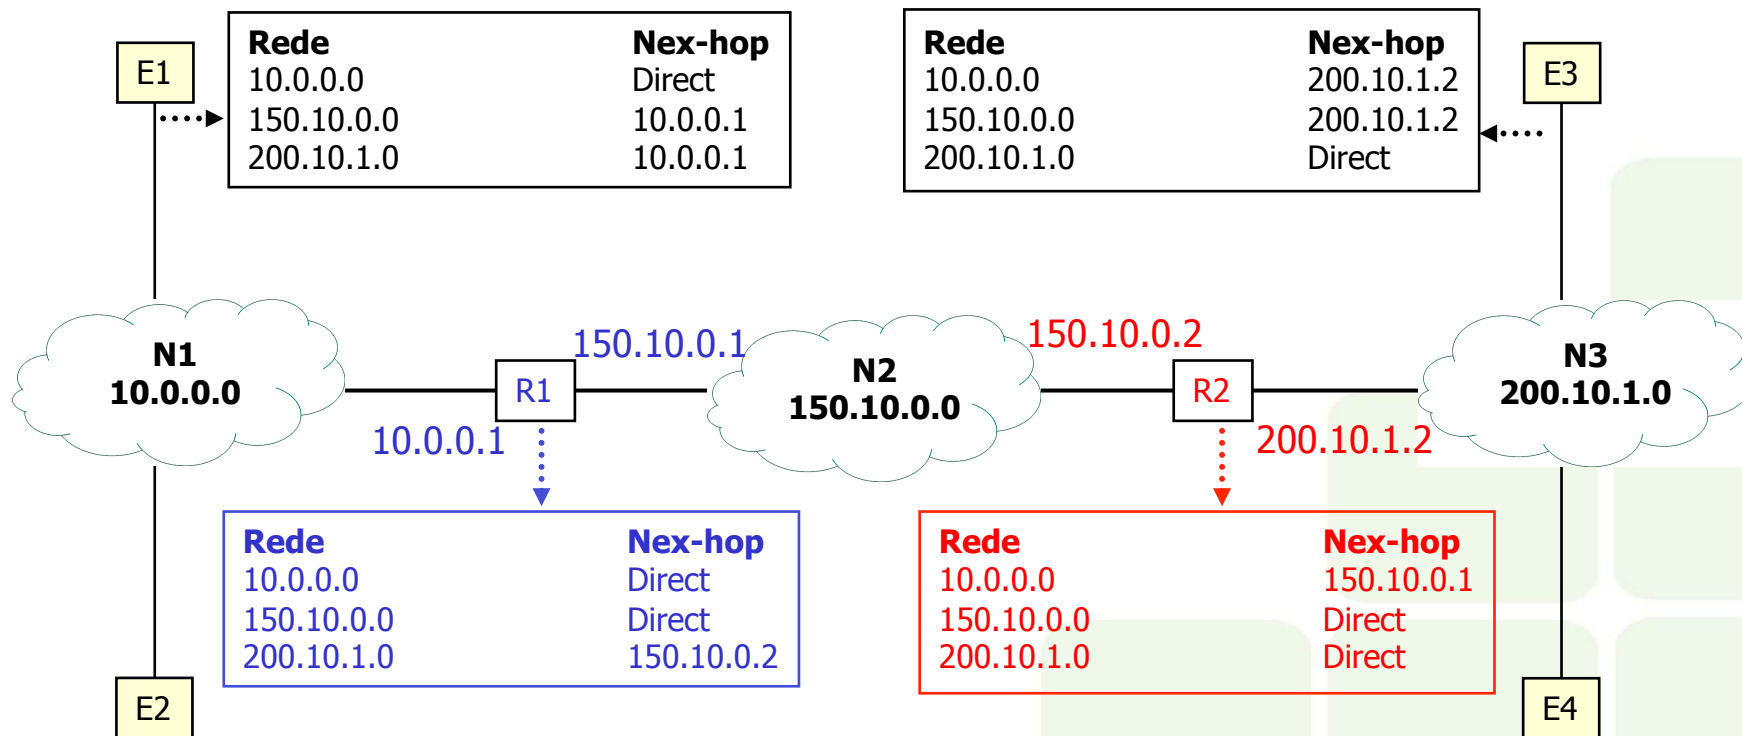 E1
Rede Nex-hop
10.0.0.0 Direct
150.10.0.0 10.0.0.1
200.10.1.0 10.0.0.1
Rede Nex-hop
10.0.0.0 200.10.1.2
150.10.0.0 200.10.1.2
200.10.1.0 Direct
E3
N1
10.0.0.0
R1
150.10.0.1
10.0.0.1
N2
150.10.0.0
150.10.0.2
R2
200.10.1.2
N3
200.10.1.0
Rede Nex-hop
10.0.0.0 Direct
150.10.0.0 Direct
200.10.1.0 150.10.0.2
Rede Nex-hop
10.0.0.0 150.10.0.1
150.10.0.0 Direct
200.10.1.0 Direct
E2
E4